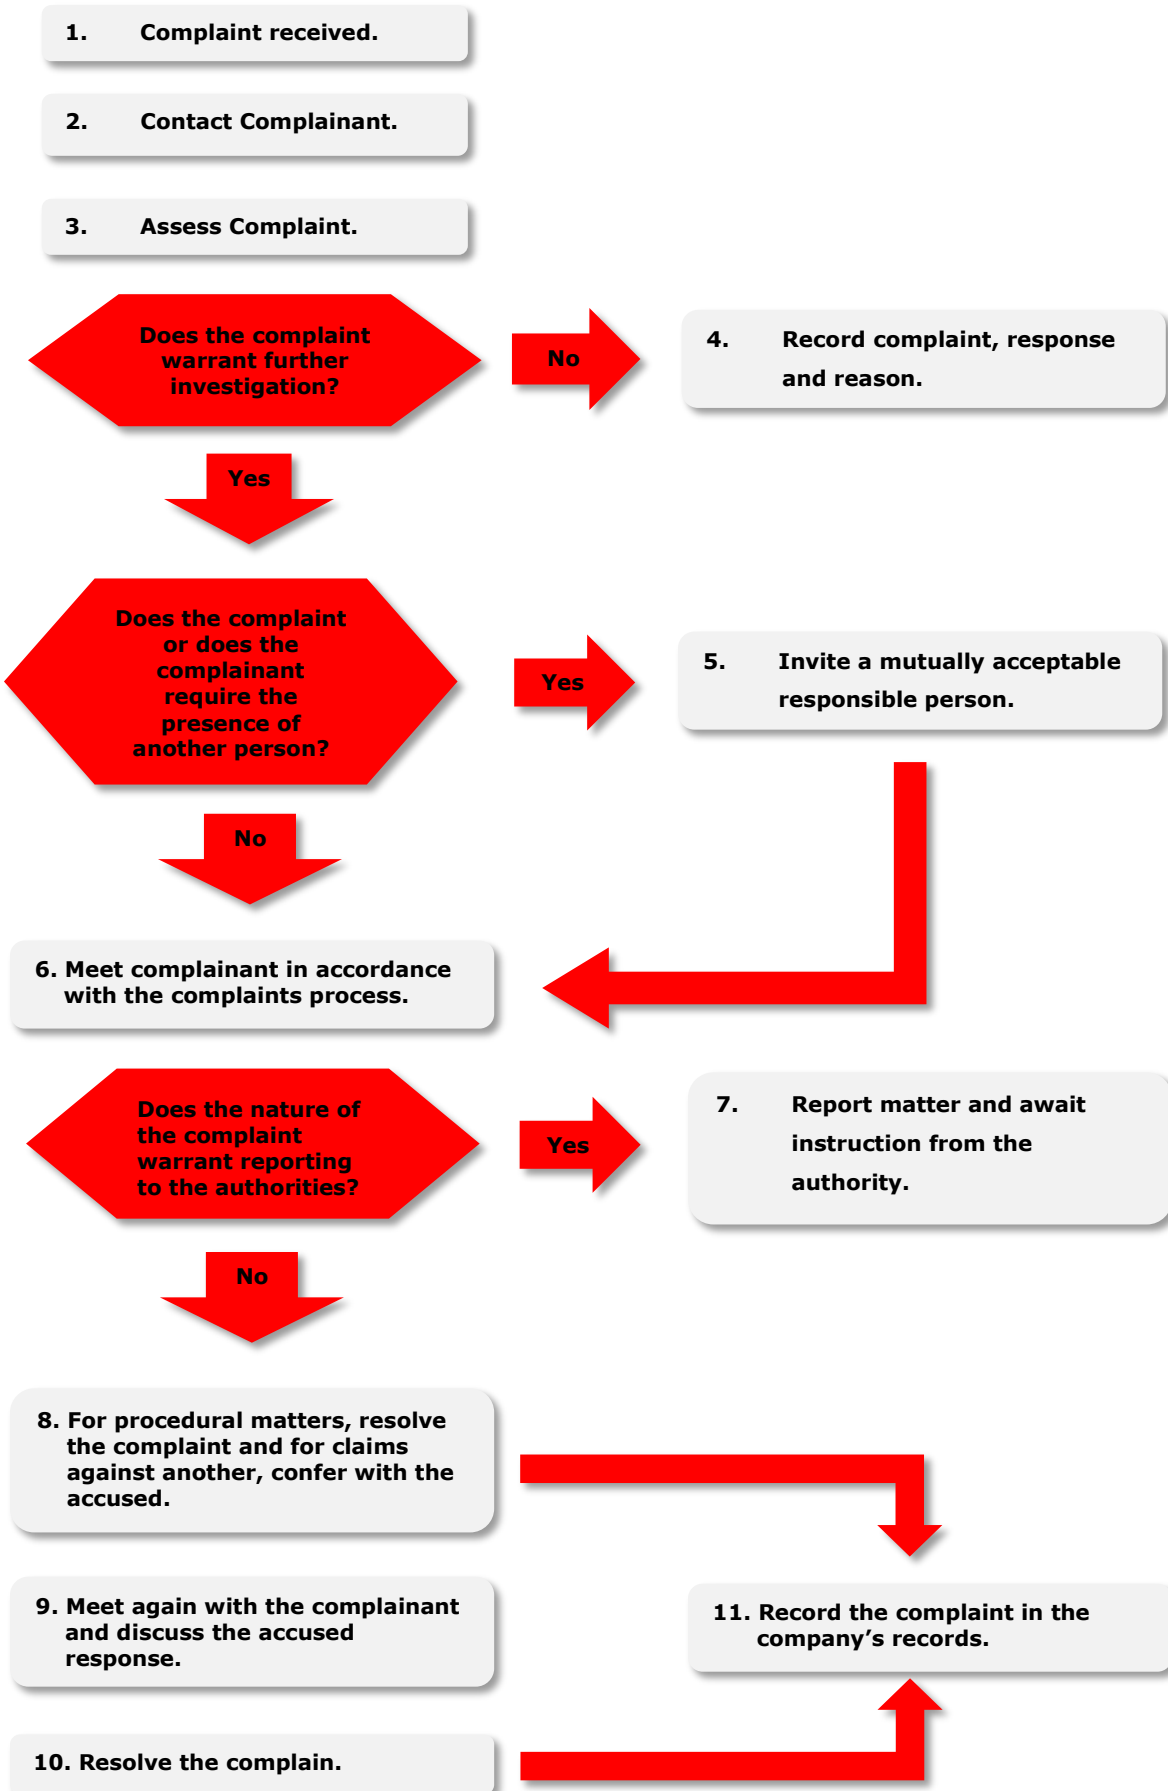 1. Complaint received.
2. Contact Complainant.
3. Assess Complaint.
Does the complaint
warrant further
investigation?
No
4. Record complaint, response
and reason.
Yes
Does the complaint
or does the
complainant
require the
presence of
another person?
Yes
5. Invite a mutually acceptable
responsible person.
No
6. Meet complainant in accordance
with the complaints process.
Does the nature of
the complaint
warrant reporting
to the authorities?
Yes
7. Report matter and await
instruction from the
authority.
No
8. For procedural matters, resolve
the complaint and for claims
against another, confer with the
accused.
9. Meet again with the complainant
and discuss the accused
response.
11. Record the complaint in the
company’s records.
10. Resolve the complain.